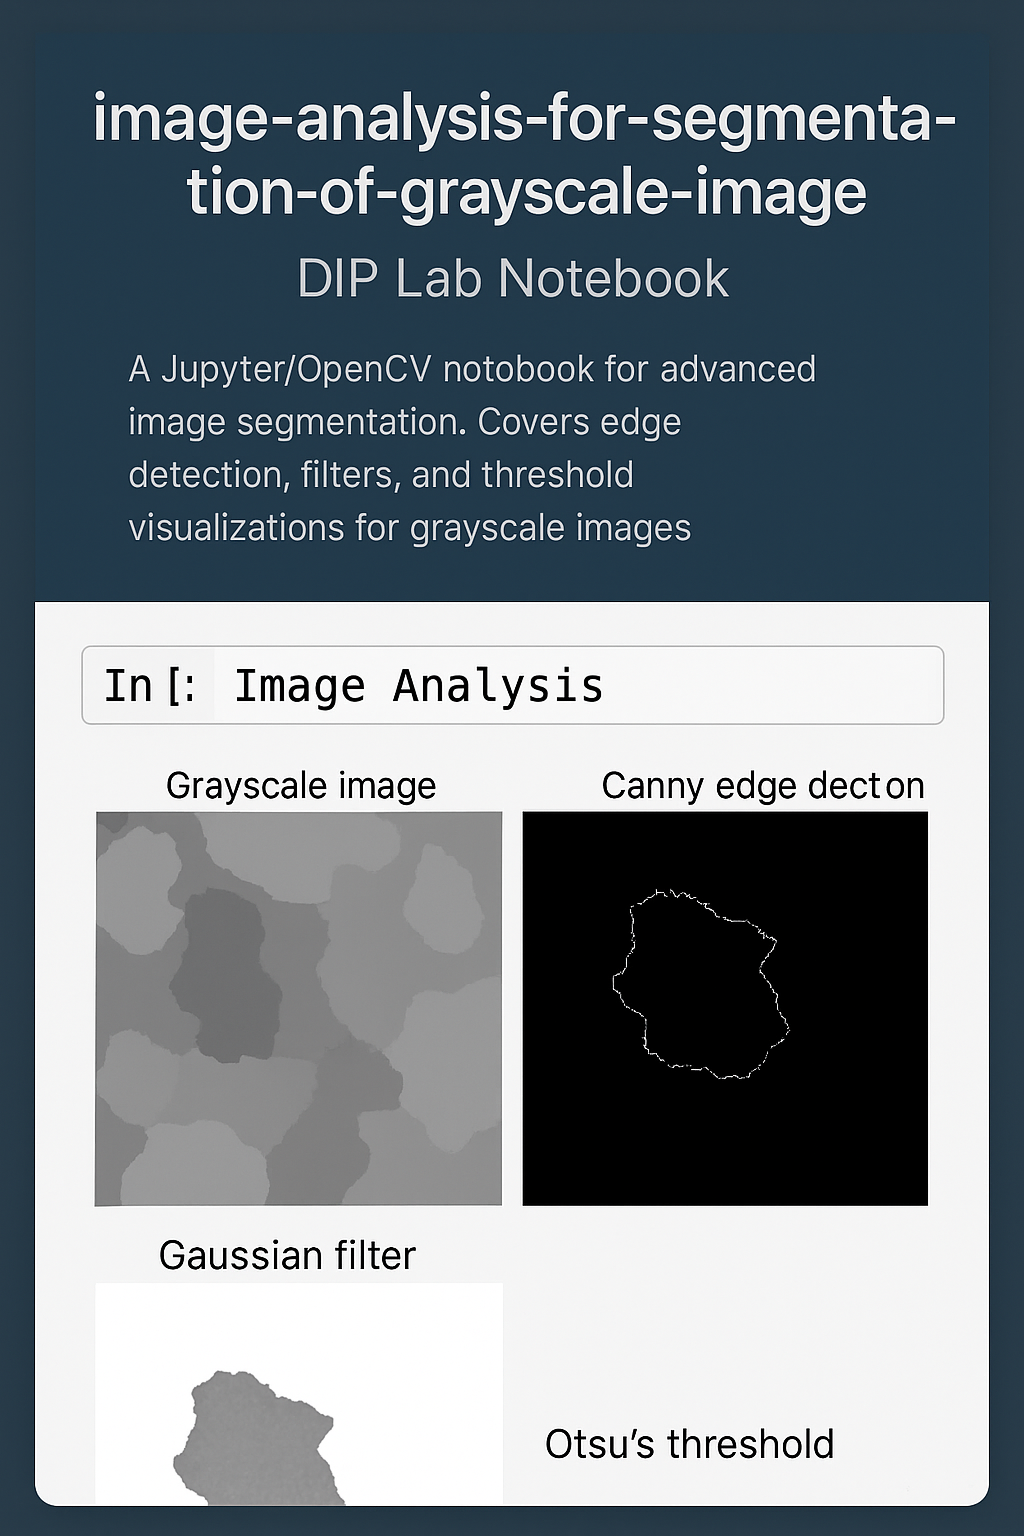 image-analysis-for-segmenta-
tion-of-grayscale-image
DIP Lab Notebook
A Jupyter/OpenCV notobook for advanced
image segmentation. Covers edge
detection, filters, and threshold
visualizations for grayscale images
In [: Image Analysis
Grayscale image
Canny edge decton
Gaussian filter
Otsu’s threshold